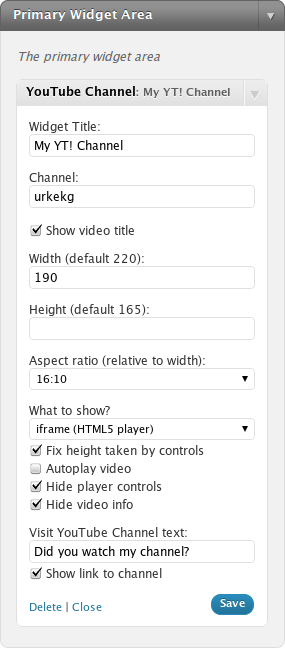 Primary Widget Area
The primary widget area
YouTube Channel: My YT! Channel
Widget Title:
My YT! Channel
Channel:
urkekg
Show video title
Width (default 220):
190
Height (default 165):
Aspect ratio (relative to width):
16:10
What to show?
iframe (HTML5 player)
Fix height taken by controls
Autoplay video
Hide player controls
Hide video info
Visit YouTube Channel text:
Did you watch my channel?
Show link to channel
Delete | Close Save